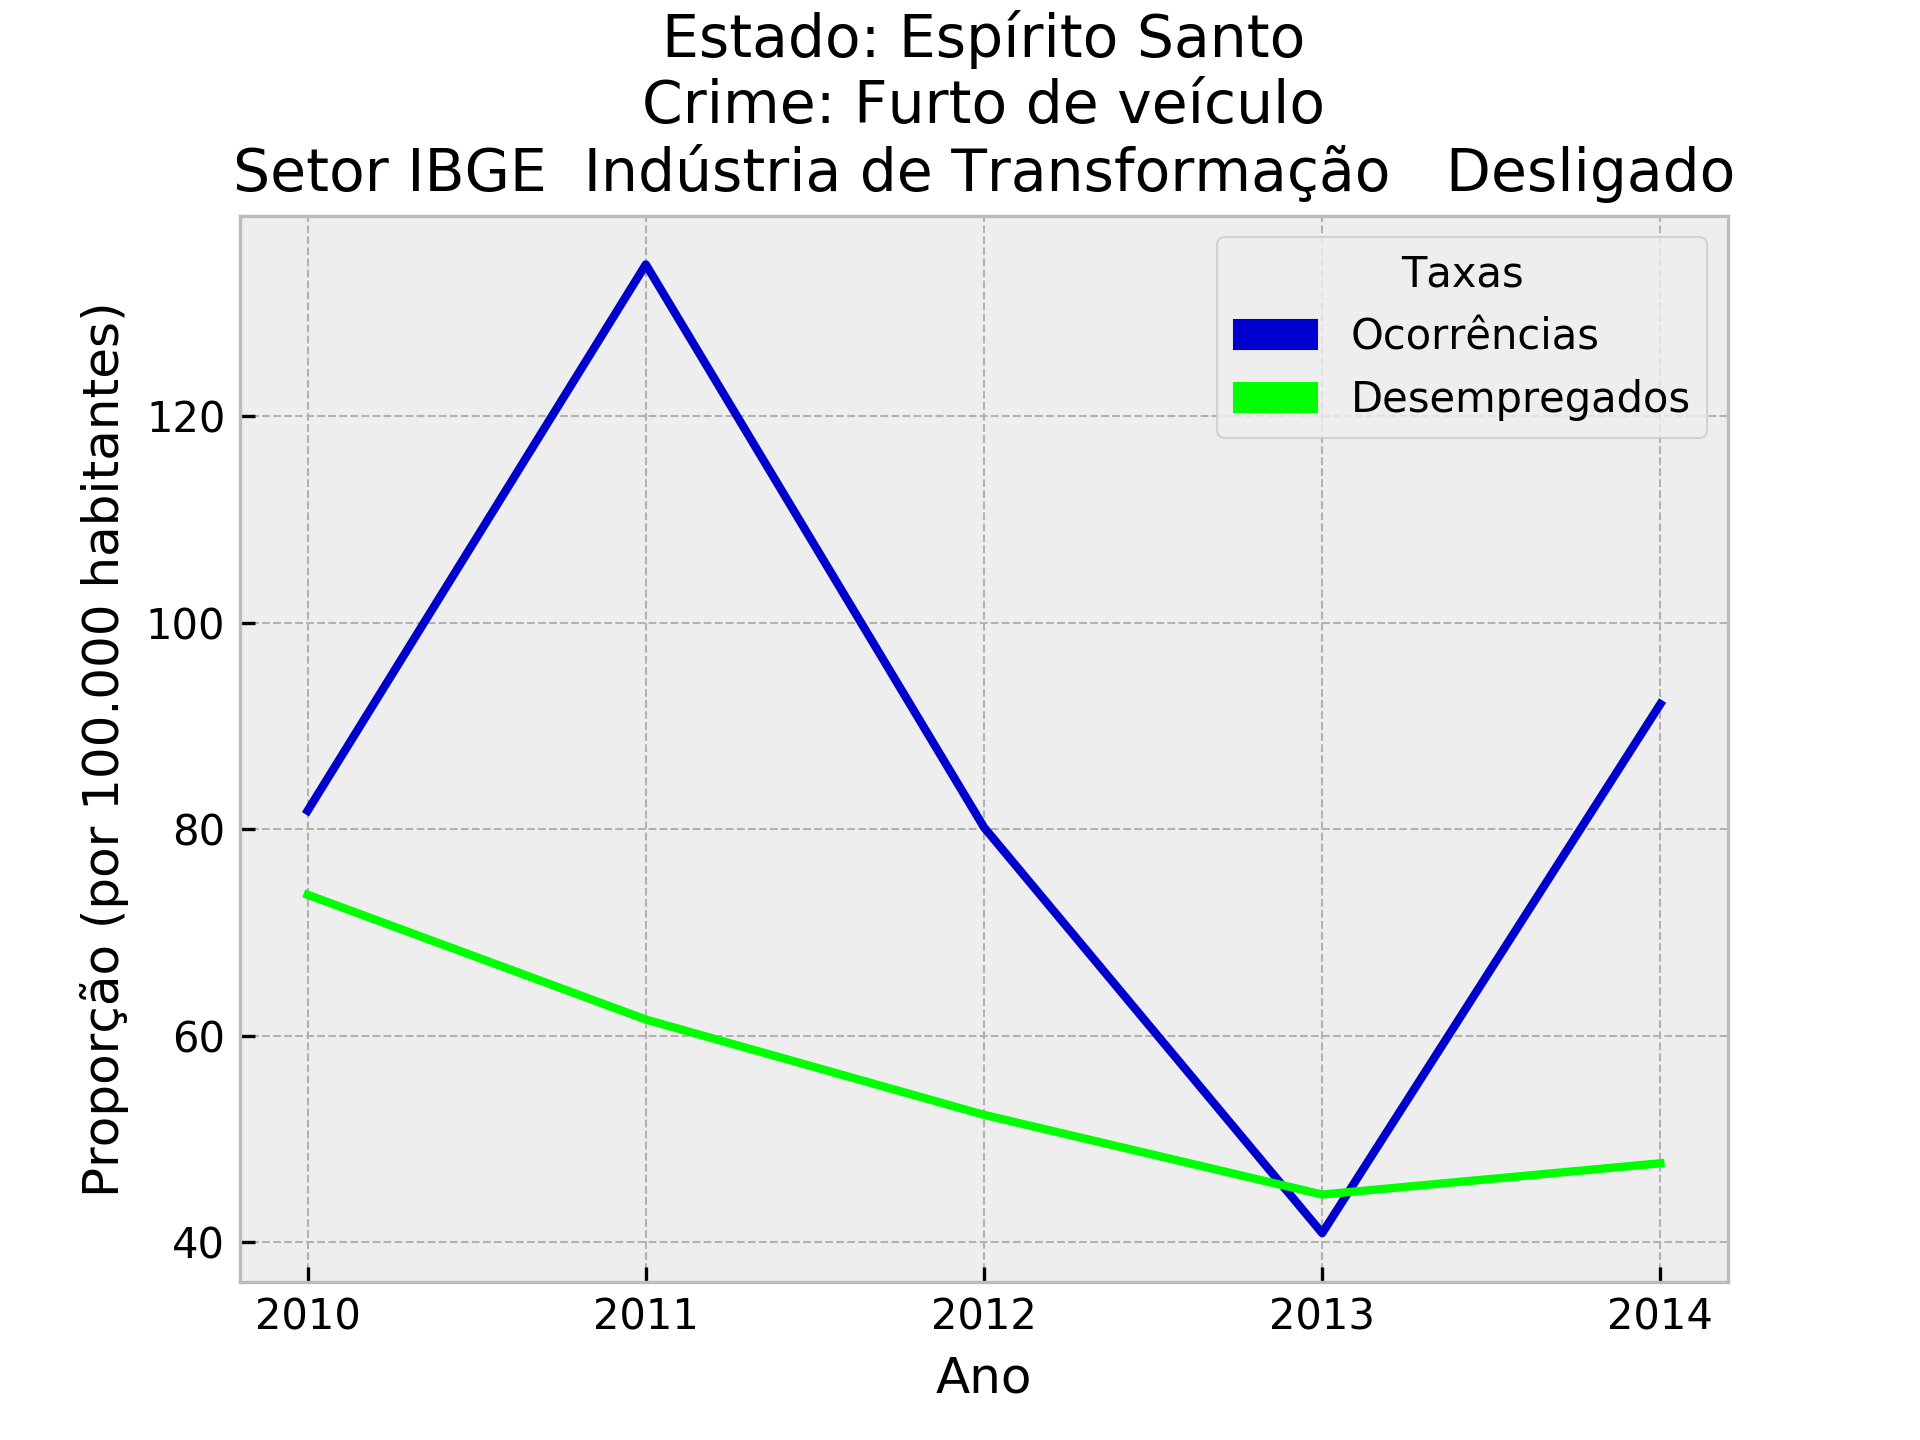 Estado: Espírito Santo
Crime: Furto de veículo
Setor IBGE  Indústria de Transformação   Desligado
Proporção (por 100.000 habitantes)
120
100
80
60
40
Taxas
Ocorrências
Desempregados
2010
2011
2012
2013
2014
Ano